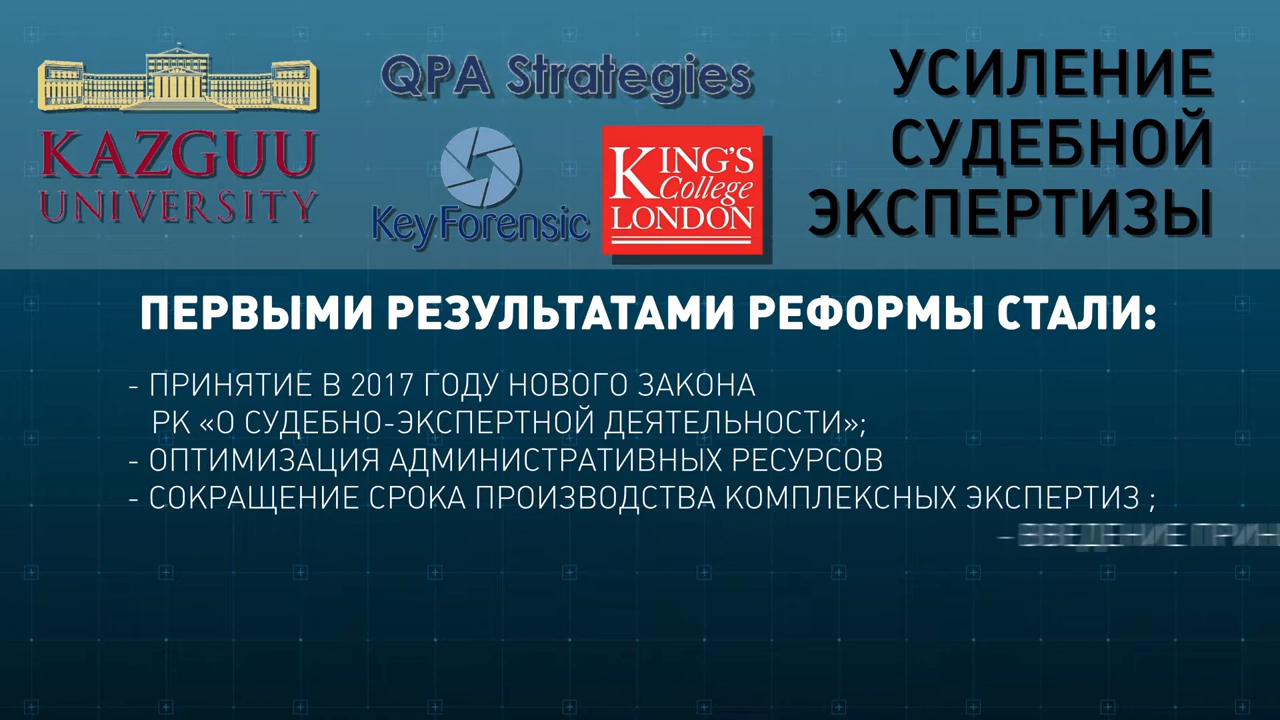 KAZGUU
UNIVERSITY
QPA Strategies
KeyForensic
KING'S
College
LONDON
УСИЛЕНИЕ
СУДЕБНОЙ
ЭКСПЕРТИЗЫ
ПЕРВЫМИ РЕЗУЛЬТАТАМИ РЕФОРМЫ СТАЛИ:
- ПРИНЯТИЕ В 2017 ГОДУ НОВОГО ЗАКОНА
РК «О СУДЕБНО-ЭКСПЕРТНОЙ ДЕЯТЕЛЬНОСТИ»;
- ОПТИМИЗАЦИЯ АДМИНИСТРАТИВНЫХ РЕСУРСОВ
- СОКРАЩЕНИЕ СРОКА ПРОИЗВОДСТВА КОМПЛЕКСНЫХ ЭКСПЕРТИЗ ;
- ВВЕДЕНИЕ